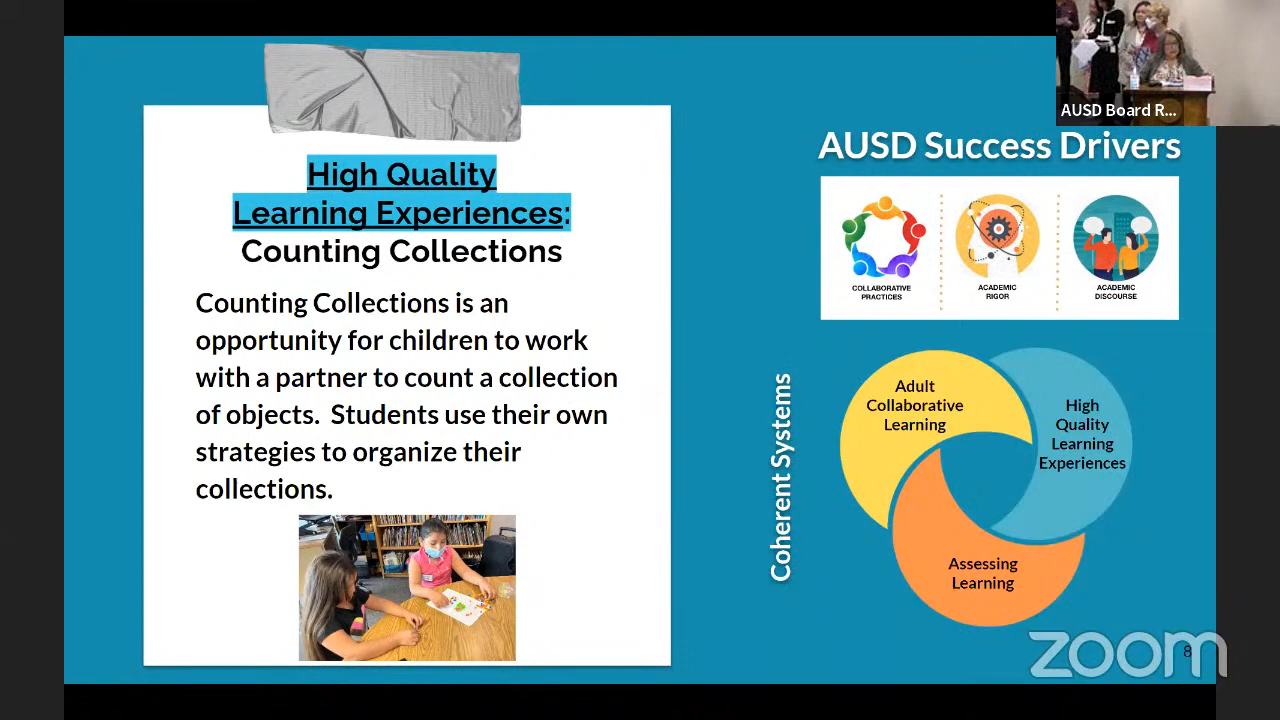 AUSD Board R...
High Quality
Learning Experiences:
Counting Collections
Counting Collections is an
opportunity for children to work
with a partner to count a collection
of objects.  Students use their own
strategies to organize their
collections.
AUSD Success Drivers
COLLABORATIVE
PRACTICES
ACADEMIC
RIGOR
ACADEMIC
DISCOURSE
Coherent Systems
Adult
Collaborative
Learning
High
Quality
Learning
Experiences
Assessing
Learning
zoom
8